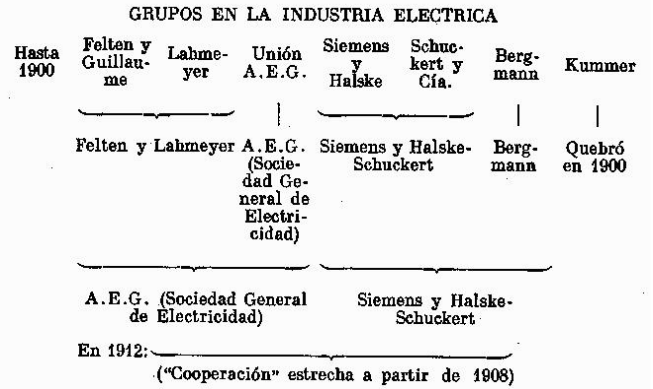 GRUPOS EN LA INDUSTRIA ELECTRICA
Hasta 1900
Felten y Guillau-me
Lahme-yer
Unión A.E.G.
Siemens y Halske
Schuc-kert y Cía.
Berg-mann
Kummer
Felten y Lahmeyer
A.E.G. (Socie-dad Ge-neral de Electri-cidad)
Siemens y Halske-Schuckert
Berg-mann
Quebró en 1900
A.E.G. (Sociedad General de Electricidad)
Siemens y Halske-Schuckert
En 1912:
("Cooperación" estrecha a partir de 1908)